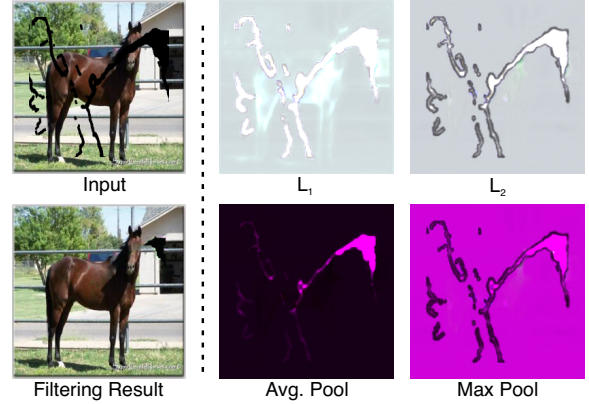 Input
L₁
L₂
Filtering Result
Avg. Pool
Max Pool